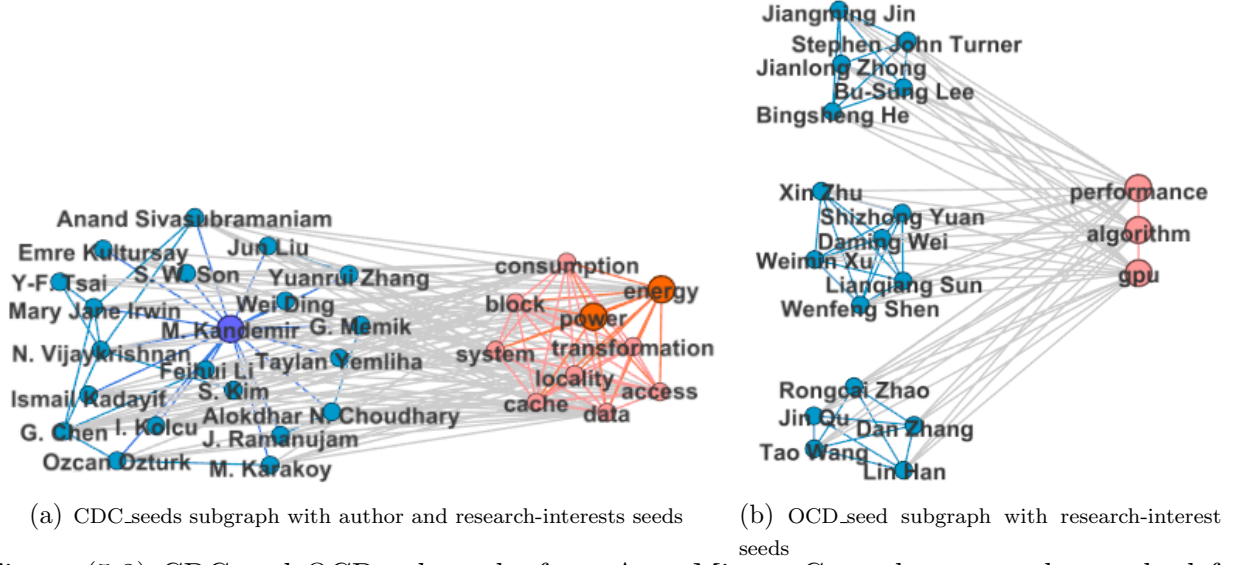 Jiangming Jin
Stephen John Turner
Jianlong Zhong
Bu-Sung Lee
Bingsheng He
Xin Zhu
Shizhong Yuan
Daming Wei
Weimin Xu
Lianqiang Sun
Wenfeng Shen
performance
algorithm
gpu
Rongcai Zhao
Jin Qu
Dan Zhang
Tao Wang
Lin Han
Anand Sivasubramaniam
Emre Kultursay
Jun Liu
Y-F. Tsai
S. W. Son
Yuanrui Zhang
Mary Jane Irwin
Wei Ding
M. Kandemir
G. Memik
N. Vijaykrishnan
Feihui Li
Taylan Yemliha
Ismail Kadayif
S. Kim
Alokdhar N. Choudhary
G. Chen
I. Kolcu
J. Ramanujam
Ozcan Ozturk
M. Karakoy
consumption
energy
block
power
system
transformation
locality
access
cache
data
(a) CDC_seeds subgraph with author and research-interests seeds
(b) OCD_seed subgraph with research-interest
seeds